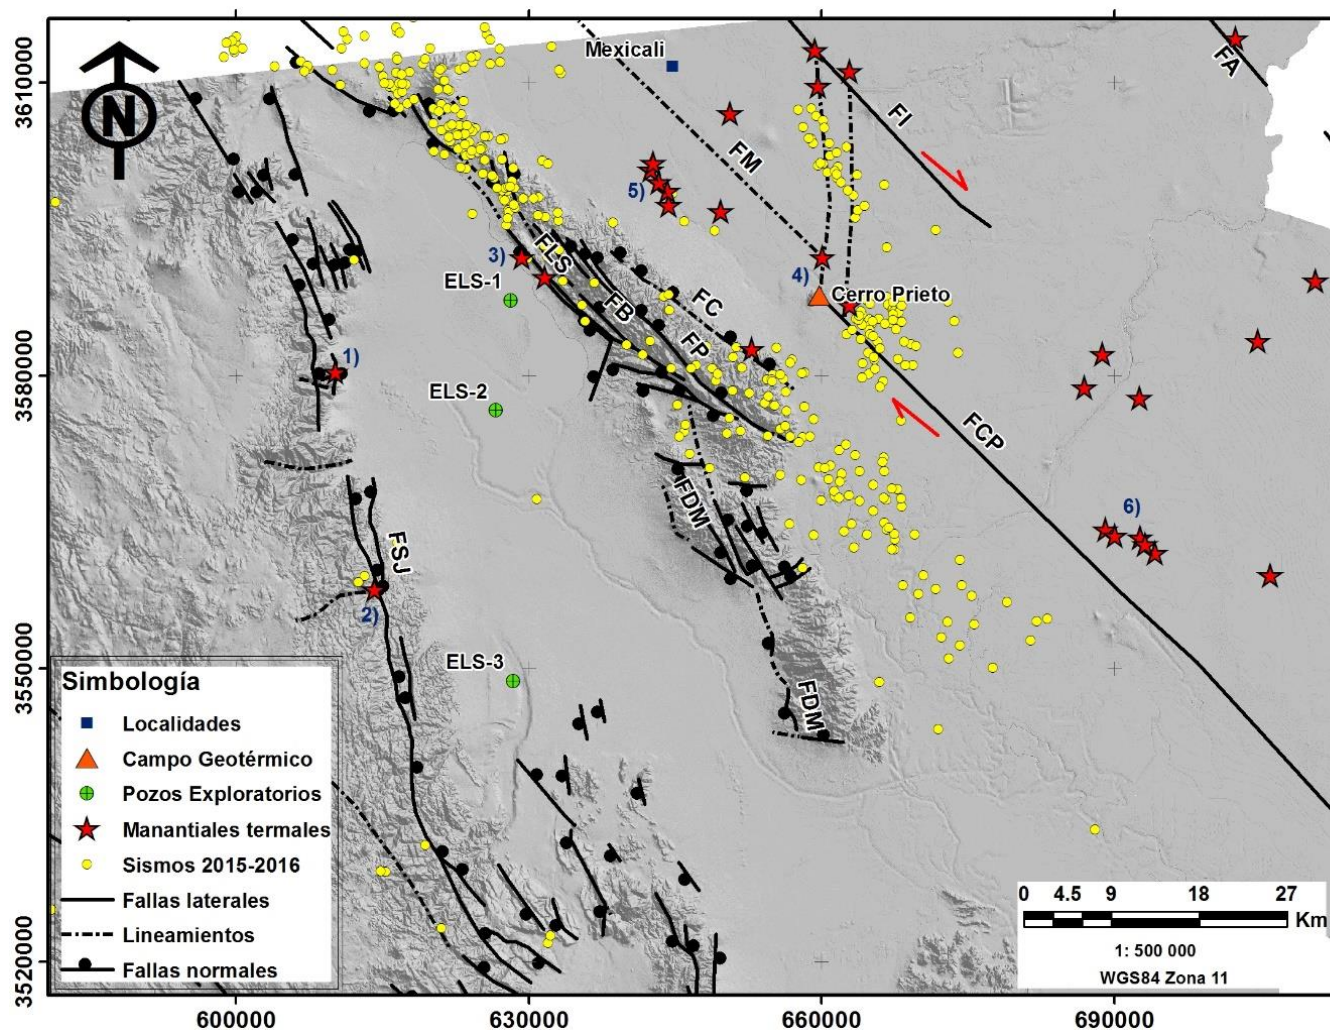 Mexicali
FA
FI
FM
5)
3)
FLS
4)
ELS-1
Cerro Prieto
FC
FB
FP
1)
ELS-2
FCP
FDM
6)
FSJ
2)
ELS-3
FDM
N
3610000
3580000
3550000
3520000
600000
630000
660000
690000
Simbología
Localidades
Campo Geotérmico
Pozos Exploratorios
Manantiales termales
Sismos 2015-2016
Fallas laterales
Lineamientos
Fallas normales
0 4.5 9 18 27
Km
1: 500 000
WGS84 Zona 11